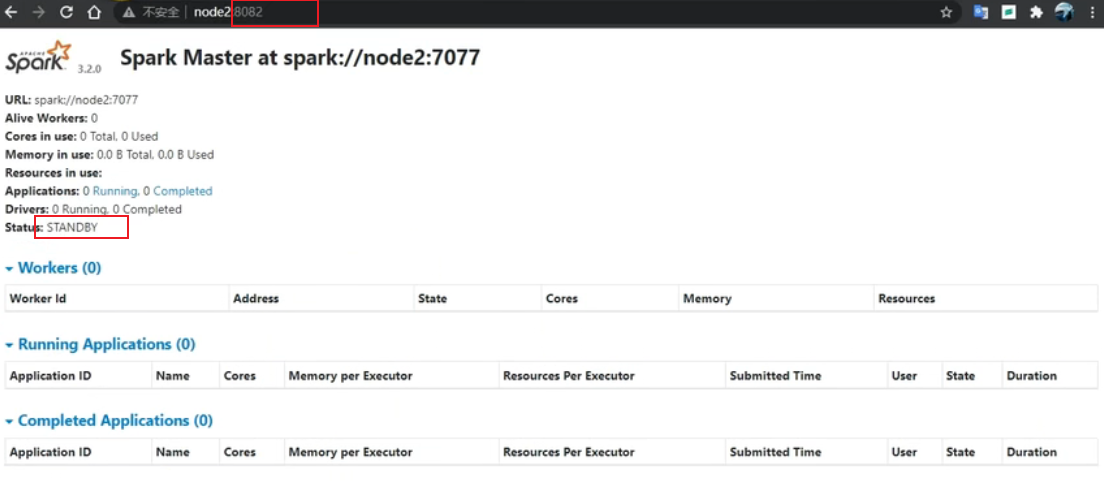 不安全 node2:8082
APACHE Spark 3.2.0 Spark Master at spark://node2:7077
URL: spark://node2:7077
Alive Workers: 0
Cores in use: 0 Total, 0 Used
Memory in use: 0.0 B Total, 0.0 B Used
Resources in use:
Applications: 0 Running, 0 Completed
Drivers: 0 Running, 0 Completed
Status: STANDBY
Workers (0)
Worker Id Address State Cores Memory Resources
Running Applications (0)
Application ID Name Cores Memory per Executor Resources Per Executor Submitted Time User State Duration
Completed Applications (0)
Application ID Name Cores Memory per Executor Resources Per Executor Submitted Time User State Duration